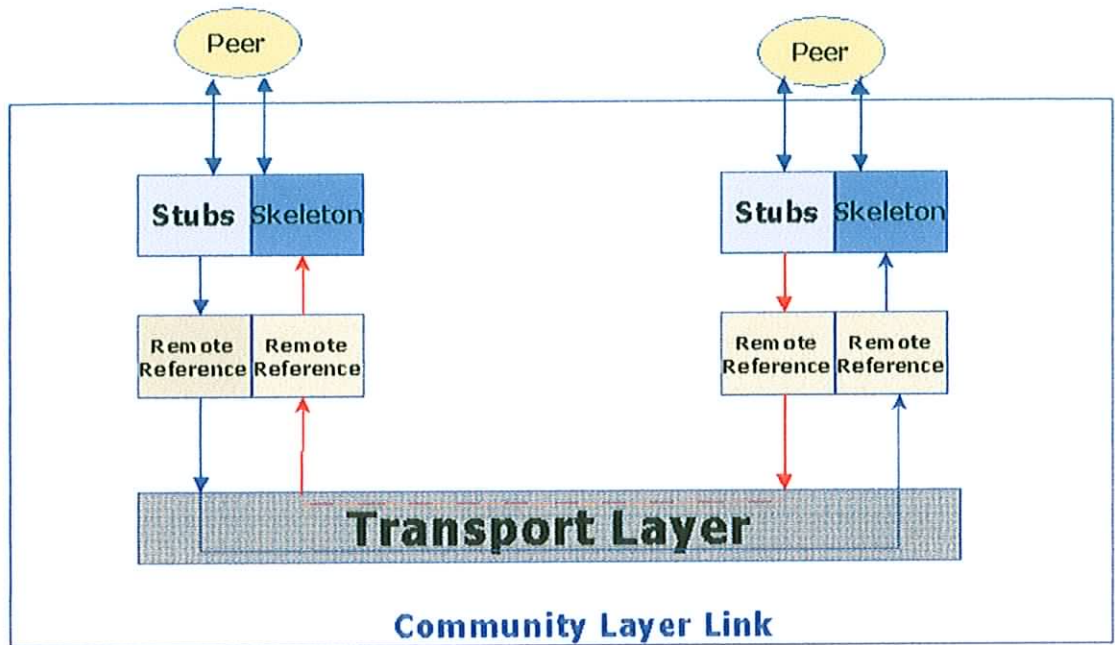 Peer
Peer
Stubs Skeleton
Stubs Skeleton
Remote Reference
Remote Reference
Remote Reference
Remote Reference
Transport Layer
Community Layer Link